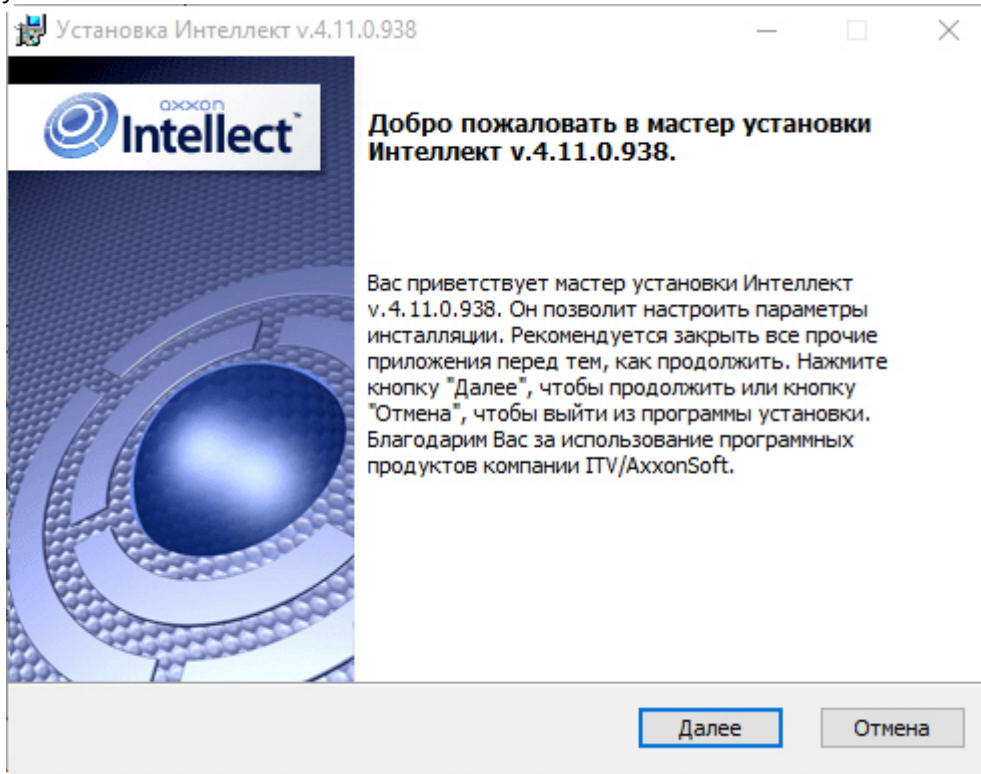 Установка Интеллект v.4.11.0.938
axxon
Intellect™
Добро пожаловать в мастер установки
Интеллект v.4.11.0.938.
Вас приветствует мастер установки Интеллект
v.4.11.0.938. Он позволит настроить параметры
инсталляции. Рекомендуется закрыть все прочие
приложения перед тем, как продолжить. Нажмите
кнопку "Далее", чтобы продолжить или кнопку
"Отмена", чтобы выйти из программы установки.
Благодарим Вас за использование программных
продуктов компании ITV/AxxonSoft.
Далее
Отмена